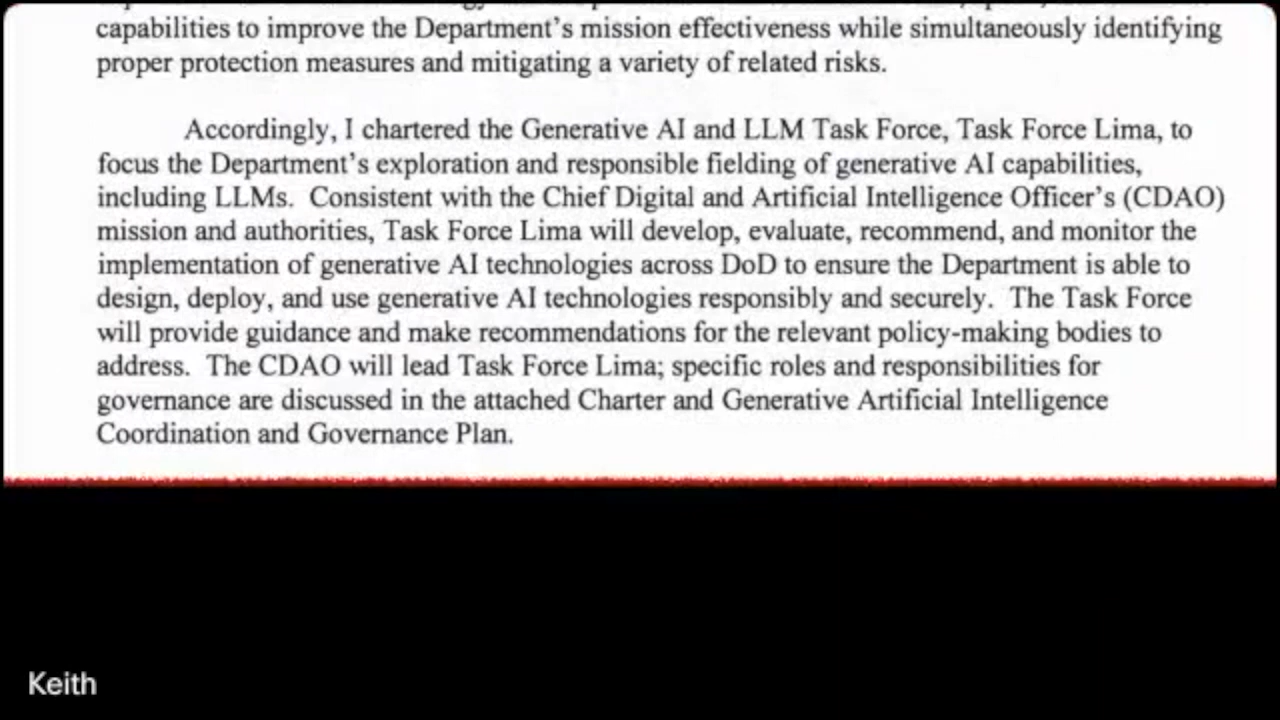 capabilities to improve the Department's mission effectiveness while simultaneously identifying
proper protection measures and mitigating a variety of related risks.
Accordingly, I chartered the Generative AI and LLM Task Force, Task Force Lima, to
focus the Department's exploration and responsible fielding of generative AI capabilities,
including LLMs. Consistent with the Chief Digital and Artificial Intelligence Officer's (CDAO)
mission and authorities, Task Force Lima will develop, evaluate, recommend, and monitor the
implementation of generative AI technologies across DoD to ensure the Department is able to
design, deploy, and use generative AI technologies responsibly and securely. The Task Force
will provide guidance and make recommendations for the relevant policy-making bodies to
address. The CDAO will lead Task Force Lima; specific roles and responsibilities for
governance are discussed in the attached Charter and Generative Artificial Intelligence
Coordination and Governance Plan.
Keith